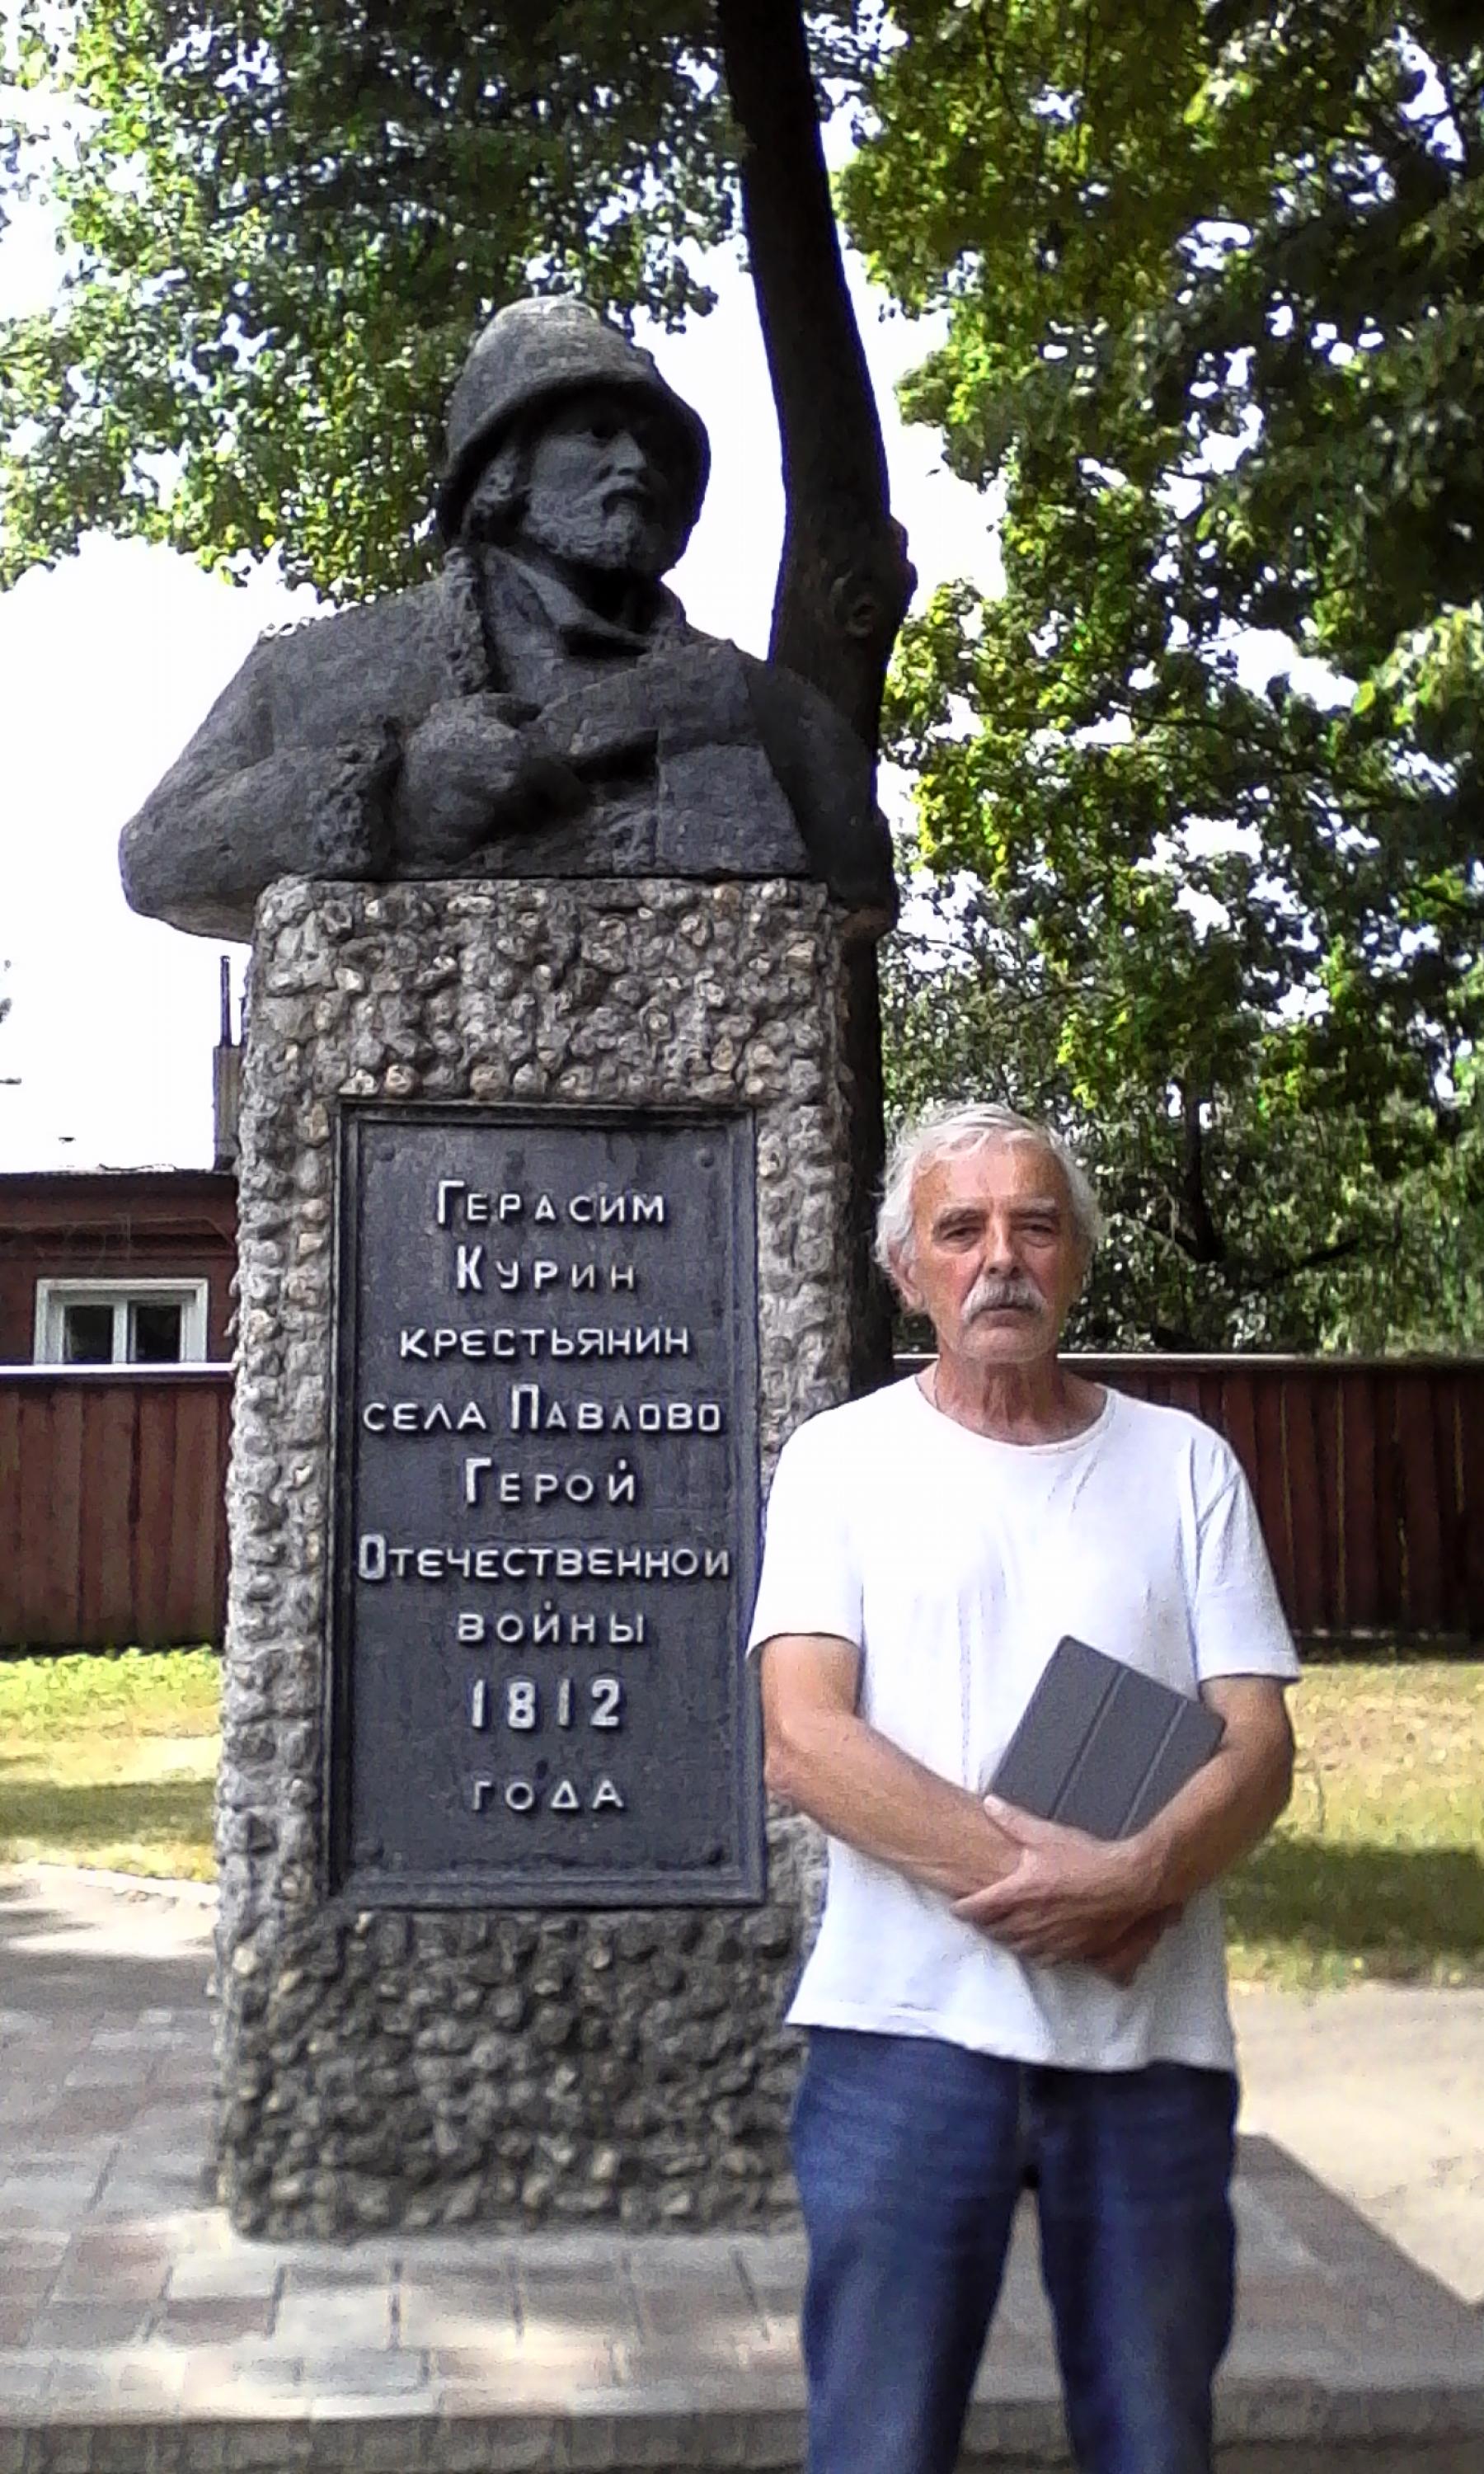 Герасим
Курин
крестьянин
села Павлово
Герой
Отечественной
войны
1812
года